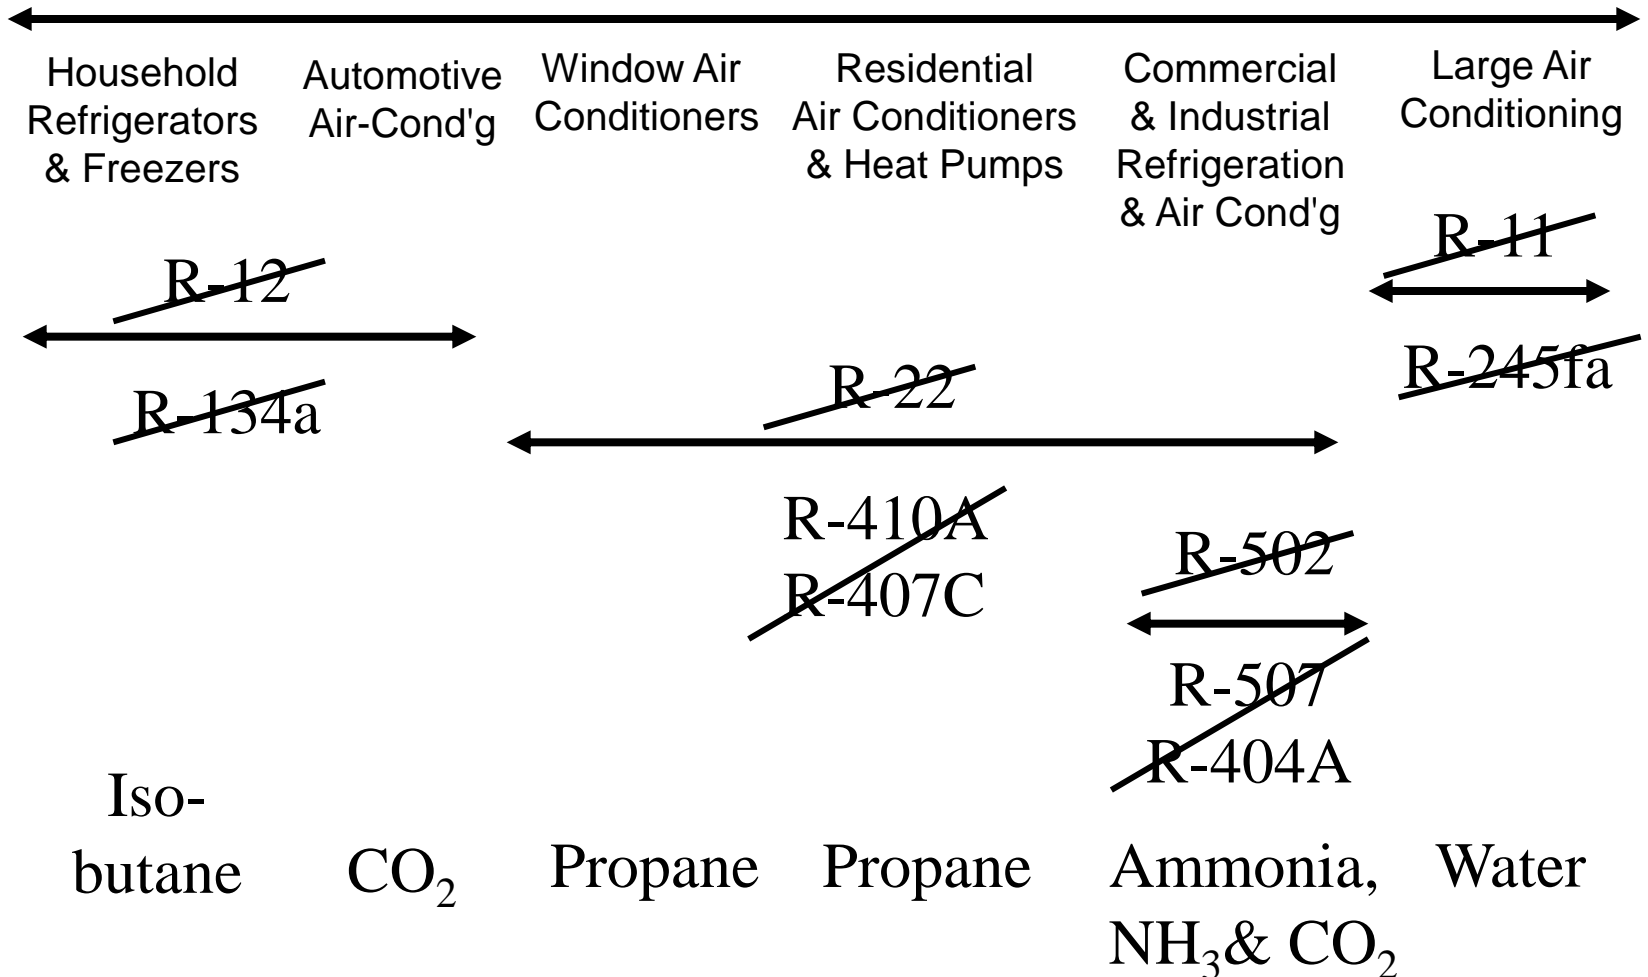 Household
Refrigerators
& Freezers
Automotive
Air-Cond'g
Window Air
Conditioners
Residential
Air Conditioners
& Heat Pumps
Commercial
& Industrial
Refrigeration
& Air Cond'g
Large Air
Conditioning
R-12
R-134a
R-22
R-410A
R-407C
R-11
R-245fa
R-502
R-507
R-404A
Iso-
butane
CO₂
Propane
Propane
Ammonia,
NH₃& CO₂
Water